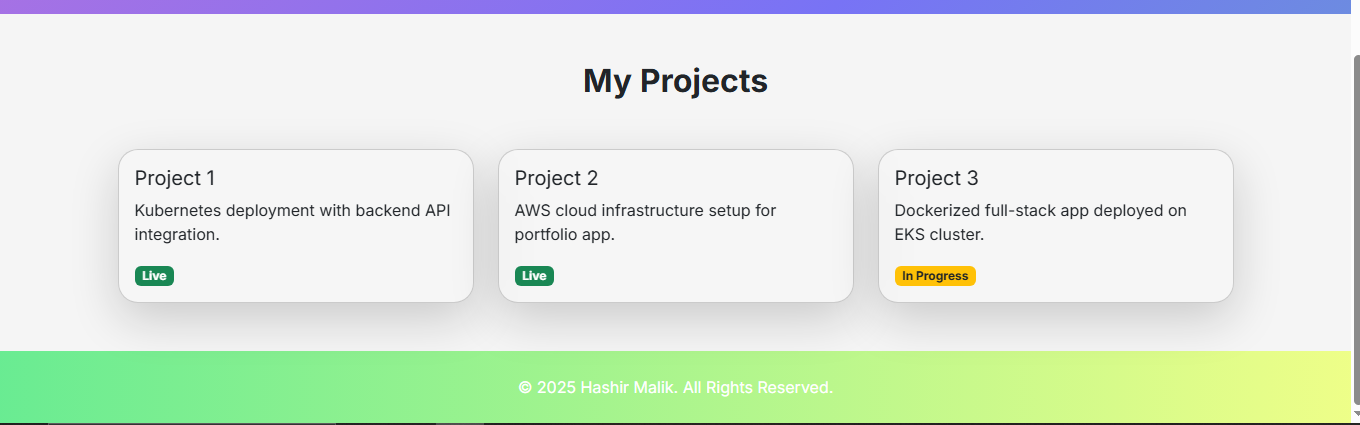 My Projects
Project 1
Kubernetes deployment with backend API
integration.
Live
Project 2
AWS cloud infrastructure setup for
portfolio app.
Live
Project 3
Dockerized full-stack app deployed on
EKS cluster.
In Progress
© 2025 Hashir Malik. All Rights Reserved.